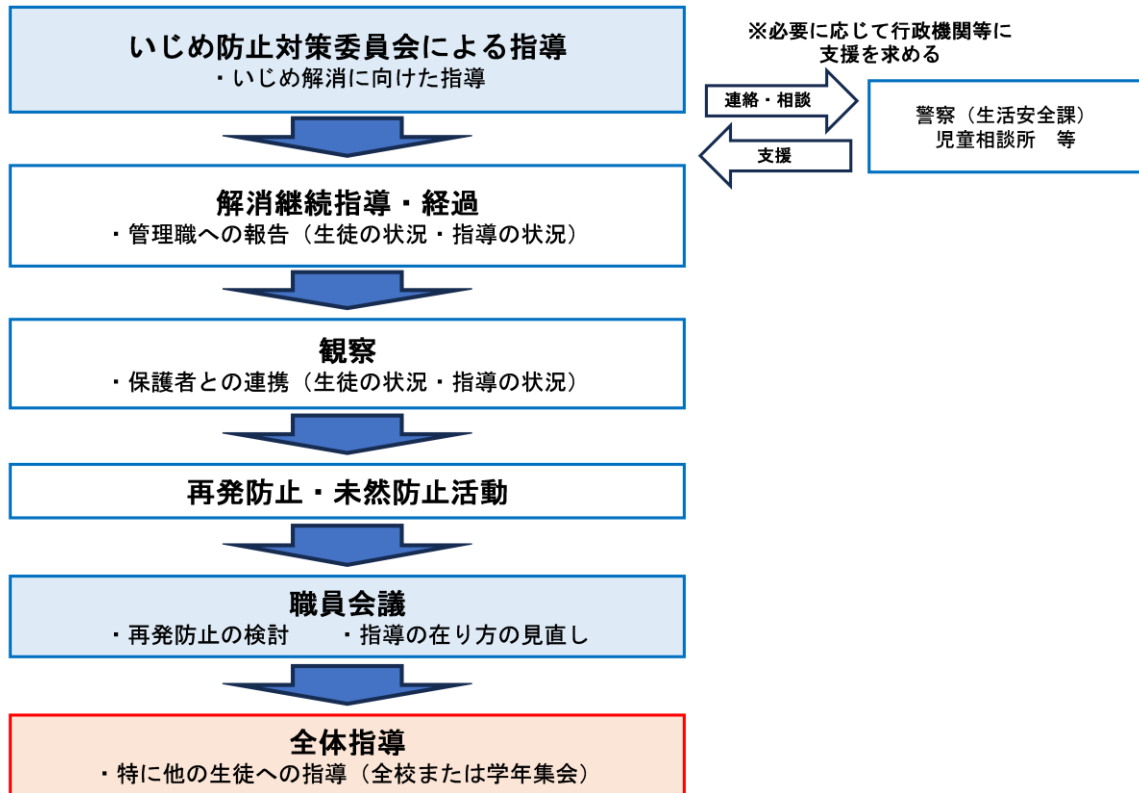 いじめ防止対策委員会による指導
・いじめ解消に向けた指導
※必要に応じて行政機関等に
支援を求める
連絡・相談
警察（生活安全課）
児童相談所　等
支援
解消継続指導・経過
・管理職への報告（生徒の状況・指導の状況）
観察
・保護者との連携（生徒の状況・指導の状況）
再発防止・未然防止活動
職員会議
・再発防止の検討　　・指導の在り方の見直し
全体指導
・特に他の生徒への指導（全校または学年集会）